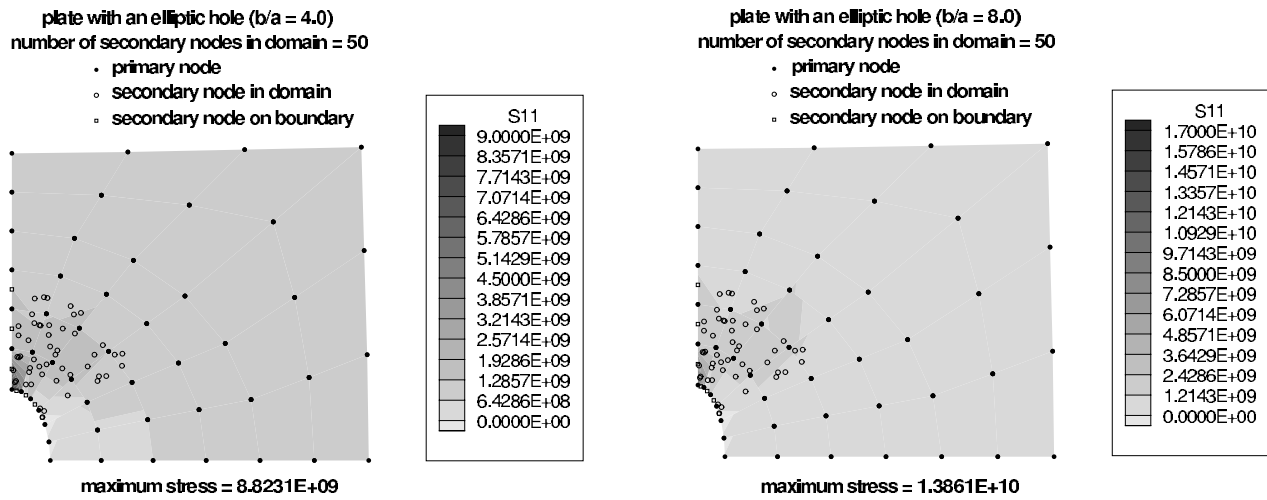 plate with an elliptic hole (b/a = 4.0)
number of secondary nodes in domain = 50
primary node
secondary node in domain
secondary node on boundary
S11
9.0000E+09
8.3571E+09
7.7143E+09
7.0714E+09
6.4286E+09
5.7857E+09
5.1429E+09
4.5000E+09
3.8571E+09
3.2143E+09
2.5714E+09
1.9286E+09
1.2857E+09
6.4286E+08
0.0000E+00
maximum stress = 8.8231E+09
plate with an elliptic hole (b/a = 8.0)
number of secondary nodes in domain = 50
primary node
secondary node in domain
secondary node on boundary
S11
1.7000E+10
1.5786E+10
1.4571E+10
1.3357E+10
1.2143E+10
1.0929E+10
9.7143E+09
8.5000E+09
7.2857E+09
6.0714E+09
4.8571E+09
3.6429E+09
2.4286E+09
1.2143E+09
0.0000E+00
maximum stress = 1.3861E+10